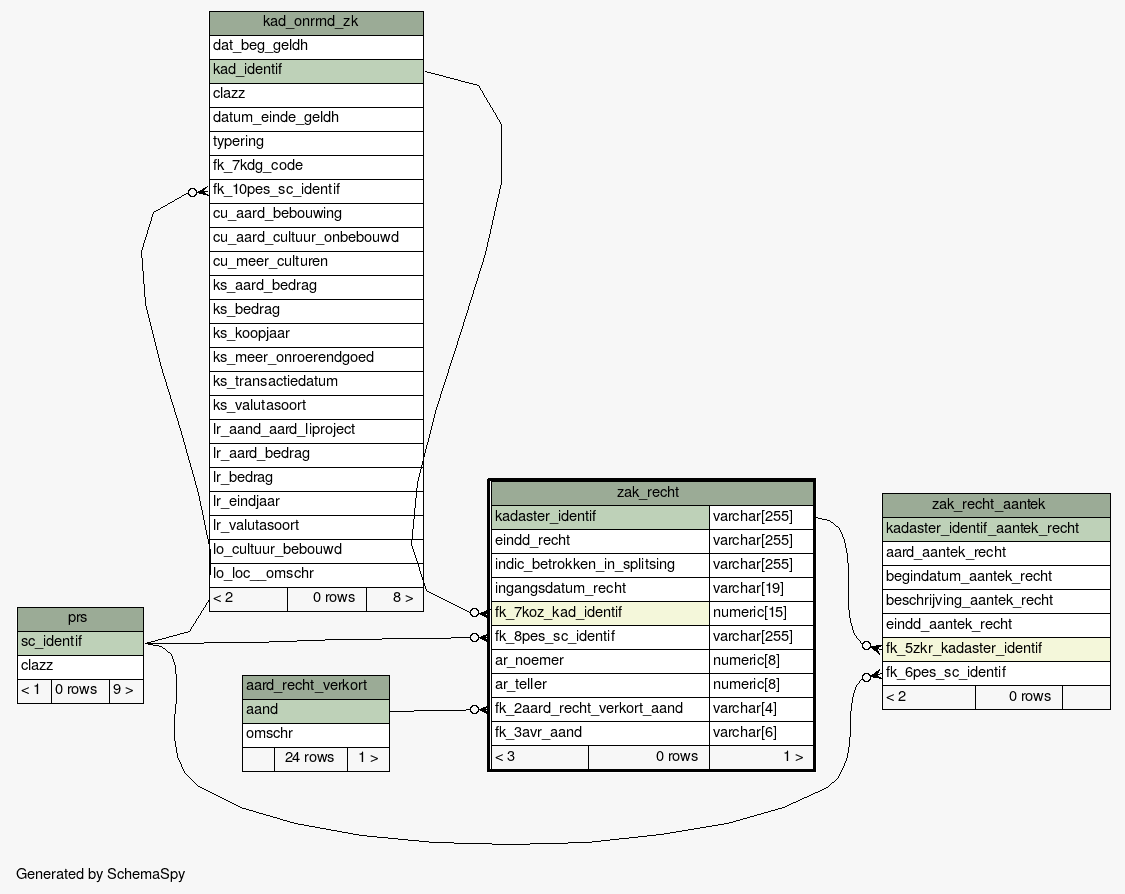 kad_onrrnd_zk
dat_beg_geldh
kad_identif
clazz
datum_einde_geldh
typering
fk_7kdg_code
fk_10pes_sc_identif
cu_aard_bebouwing
cu_aard_cultuur_onbebouwd
cu_meer_culturen
ks_aard_bedrag
ks_bedrag
ks_koopjaar
ks_meer_onroerendgoed
ks_transactiedatum
ks_valutasoort
lr_aand_aard_liproject
lr_aard_bedrag
lr_bedrag
lr_eindjaar
lr_valutasoort
lo_cultuur_bebouwd
lo_loc__omschr
< 2 0 rows 8 >
prs
sc_identif
clazz
< 1 0 rows 9 >
aard_recht_verkort
aand
omschr
24 rows 1 >
zak_recht
kadaster_identif varchar[255]
eindd_recht varchar[255]
indic_betrokken_in_splitsing varchar[255]
ingangsdatum_recht varchar[19]
fk_7koz_kad_identif numeric[15]
fk_8pes_sc_identif varchar[255]
ar_noemer numeric[8]
ar_teller numeric[8]
fk_2aard_recht_verkort_aand varchar[4]
fk_3avr_aand varchar[6]
< 3 0 rows 1 >
zak_recht_aantek
kadaster_identif_aantek_recht
aard_aantek_recht
begindatum_aantek_recht
beschrijving_aantek_recht
eindd_aantek_recht
fk_5zkr_kadaster_identif
fk_6pes_sc_identif
< 2 0 rows
Generated by SchemaSpy